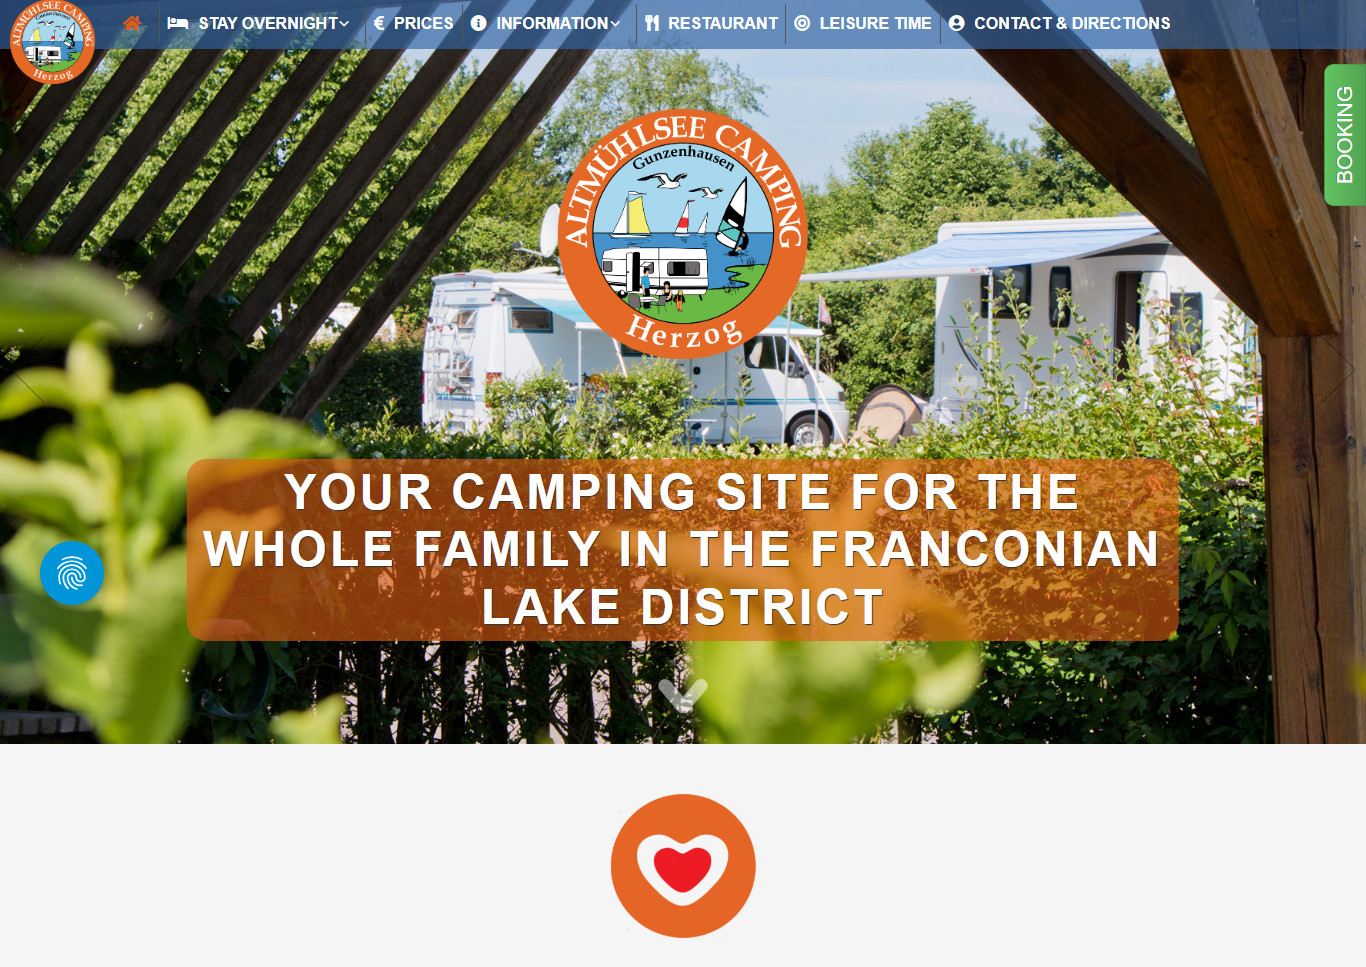 ALTMÜHLSEE CAMPING
Gunzenhausen
Herzog
STAY OVERNIGHT
€ PRICES
INFORMATION
RESTAURANT
LEISURE TIME
CONTACT & DIRECTIONS
BOOKING
ALTMÜHLSEE CAMPING
Gunzenhausen
Herzog
YOUR CAMPING SITE FOR THE
WHOLE FAMILY IN THE FRANCONIAN
LAKE DISTRICT